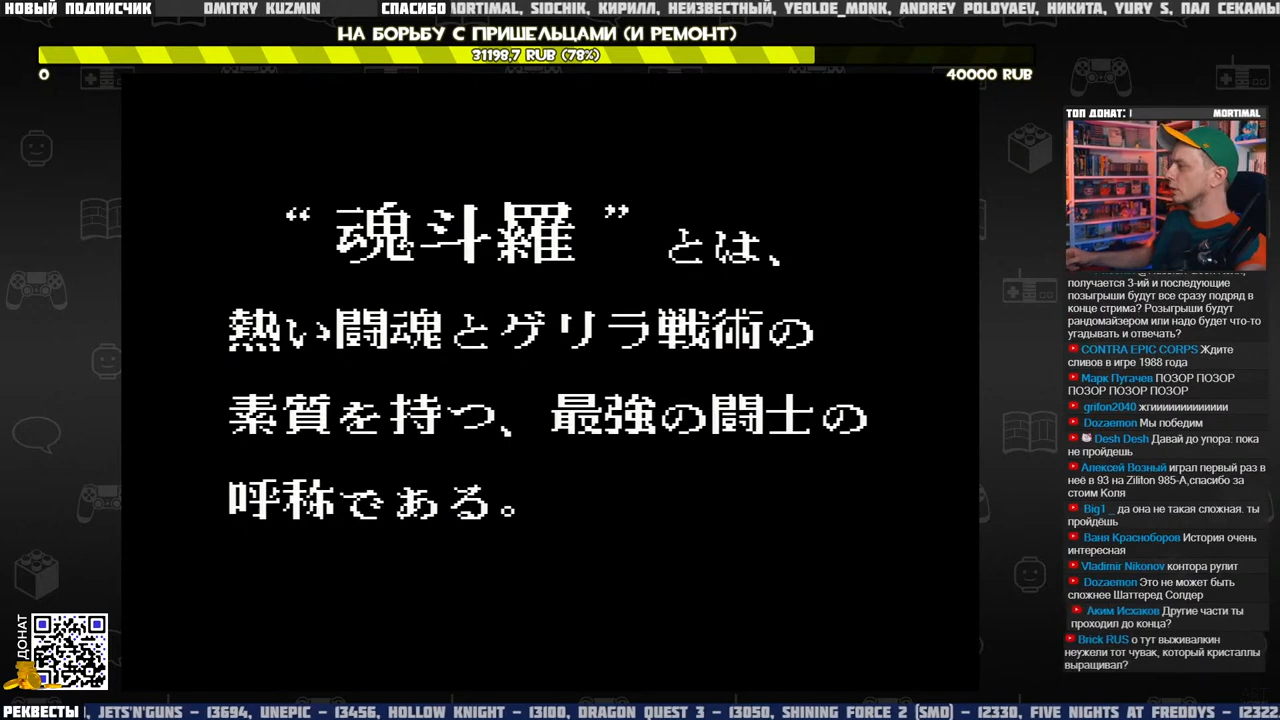 НОВЫЙ ПОДПИСЧИК DMITRY KUZMIN СПАСИБО MORTIMAL, SIDCHIK, КИРИЛЛ, НЕИЗВЕСТНЫЙ, YEOLDE_MONK, ANDREY POLOVAEV, НИКИТА, YURY S, ПАЛ СЕКАМЫ
НА БОРЬБУ С ПРИШЕЛЬЦАМИ (И РЕМОНТ)
31198,7 RUB (78%)
0 40000 RUB
“魂斗羅”とは、
熱い闘魂とゲリラ戦術の
素質を持つ、最強の闘士の
呼称である。
ТОП ДОНАТ: MORTIMAL
получается 3-ий и последующие
позыгрыши будут все сразу подряд в
конце стрима? Розыгрыши будут
рандомайзером или надо будет что-то
угадывать и отвечать?
CONTRA EPIC CORPS Ждите
сливов в игре 1988 года
Марк Пугачев ПОЗОР ПОЗОР
ПОЗОР ПОЗОР ПОЗОР ПОЗОР
grifon2040 жгиииииииииииии
Dozaemon Мы победим
Desh Desh Давай до упора: пока
не пройдешь
Алексей Возный играл первый раз в
неё в 93 на Ziliton 985-A,спасибо за
стоим Коля
Big1_ да она не такая сложная. ты
пройдёшь
Ваня Красноборов История очень
интересная
Vladimir Nikonov контора рулит
Dozaemon Это не может быть
сложнее Шаттеред Солдер
Аким Исхаков Другие части ты
проходил до конца?
Brick RUS о тут выживалкин
неужели тот чувак, который кристаллы
выращивал?
ДОНАТ
РЕКВЕСТЫ , JETS'N'GUNS – 13694, UNEPIC – 13456, HOLLOW KNIGHT – 13100, DRAGON QUEST 3 – 13050, SHINING FORCE 2 (SMD) – 12330, FIVE NIGHTS AT FREDDYS – 12322